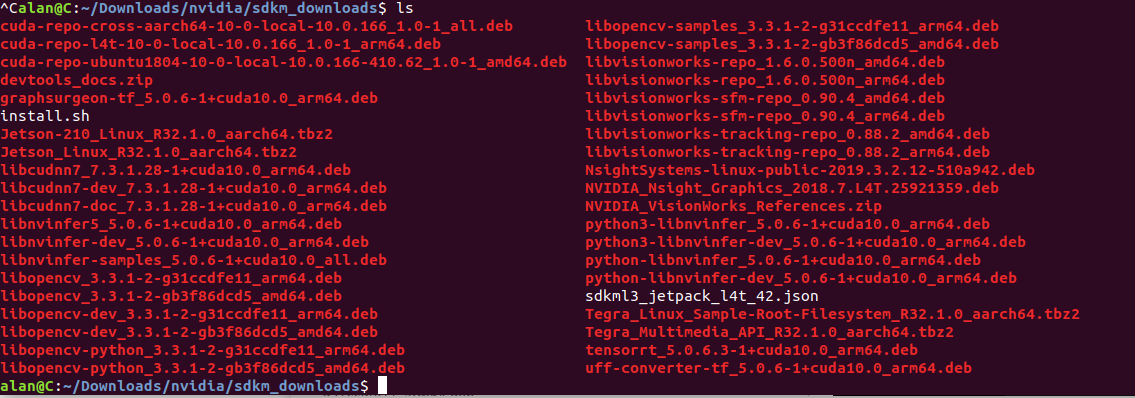 ^Calan@C:~/Downloads/nvidia/sdkm_downloads$ ls
cuda-repo-cross-aarch64-10-0-local-10.0.166_1.0-1_all.deb libopencv-samples_3.3.1-2-g31ccdfe11_arm64.deb
cuda-repo-l4t-10-0-local-10.0.166_1.0-1_arm64.deb libopencv-samples_3.3.1-2-gb3f86dcd5_amd64.deb
cuda-repo-ubuntu1804-10-0-local-10.0.166-410.62_1.0-1_amd64.deb libvisionworks-repo_1.6.0.500n_amd64.deb
devtools_docs.zip libvisionworks-repo_1.6.0.500n_arm64.deb
graphsurgeon-tf_5.0.6-1+cuda10.0_arm64.deb libvisionworks-sfm-repo_0.90.4_amd64.deb
install.sh libvisionworks-sfm-repo_0.90.4_arm64.deb
Jetson-210_Linux_R32.1.0_aarch64.tbz2 libvisionworks-tracking-repo_0.88.2_amd64.deb
Jetson_Linux_R32.1.0_aarch64.tbz2 libvisionworks-tracking-repo_0.88.2_arm64.deb
libcudnn7_7.3.1.28-1+cuda10.0_arm64.deb NsightSystems-linux-public-2019.3.2.12-510a942.deb
libcudnn7-dev_7.3.1.28-1+cuda10.0_arm64.deb NVIDIA_Nsight_Graphics_2018.7.L4T.25921359.deb
libcudnn7-doc_7.3.1.28-1+cuda10.0_arm64.deb NVIDIA_VisionWorks_References.zip
libnvinfer5_5.0.6-1+cuda10.0_arm64.deb python3-libnvinfer_5.0.6-1+cuda10.0_arm64.deb
libnvinfer-dev_5.0.6-1+cuda10.0_arm64.deb python3-libnvinfer-dev_5.0.6-1+cuda10.0_arm64.deb
libnvinfer-samples_5.0.6-1+cuda10.0_all.deb python-libnvinfer_5.0.6-1+cuda10.0_arm64.deb
libopencv_3.3.1-2-g31ccdfe11_arm64.deb python-libnvinfer-dev_5.0.6-1+cuda10.0_arm64.deb
libopencv_3.3.1-2-gb3f86dcd5_amd64.deb sdkml3_jetpack_l4t_42.json
libopencv-dev_3.3.1-2-g31ccdfe11_arm64.deb Tegra_Linux_Sample-Root-Filesystem_R32.1.0_aarch64.tbz2
libopencv-dev_3.3.1-2-gb3f86dcd5_amd64.deb Tegra_Multimedia_API_R32.1.0_aarch64.tbz2
libopencv-python_3.3.1-2-g31ccdfe11_arm64.deb tensorrt_5.0.6.3-1+cuda10.0_arm64.deb
libopencv-python_3.3.1-2-gb3f86dcd5_amd64.deb uff-converter-tf_5.0.6-1+cuda10.0_arm64.deb
alan@C:~/Downloads/nvidia/sdkm_downloads$